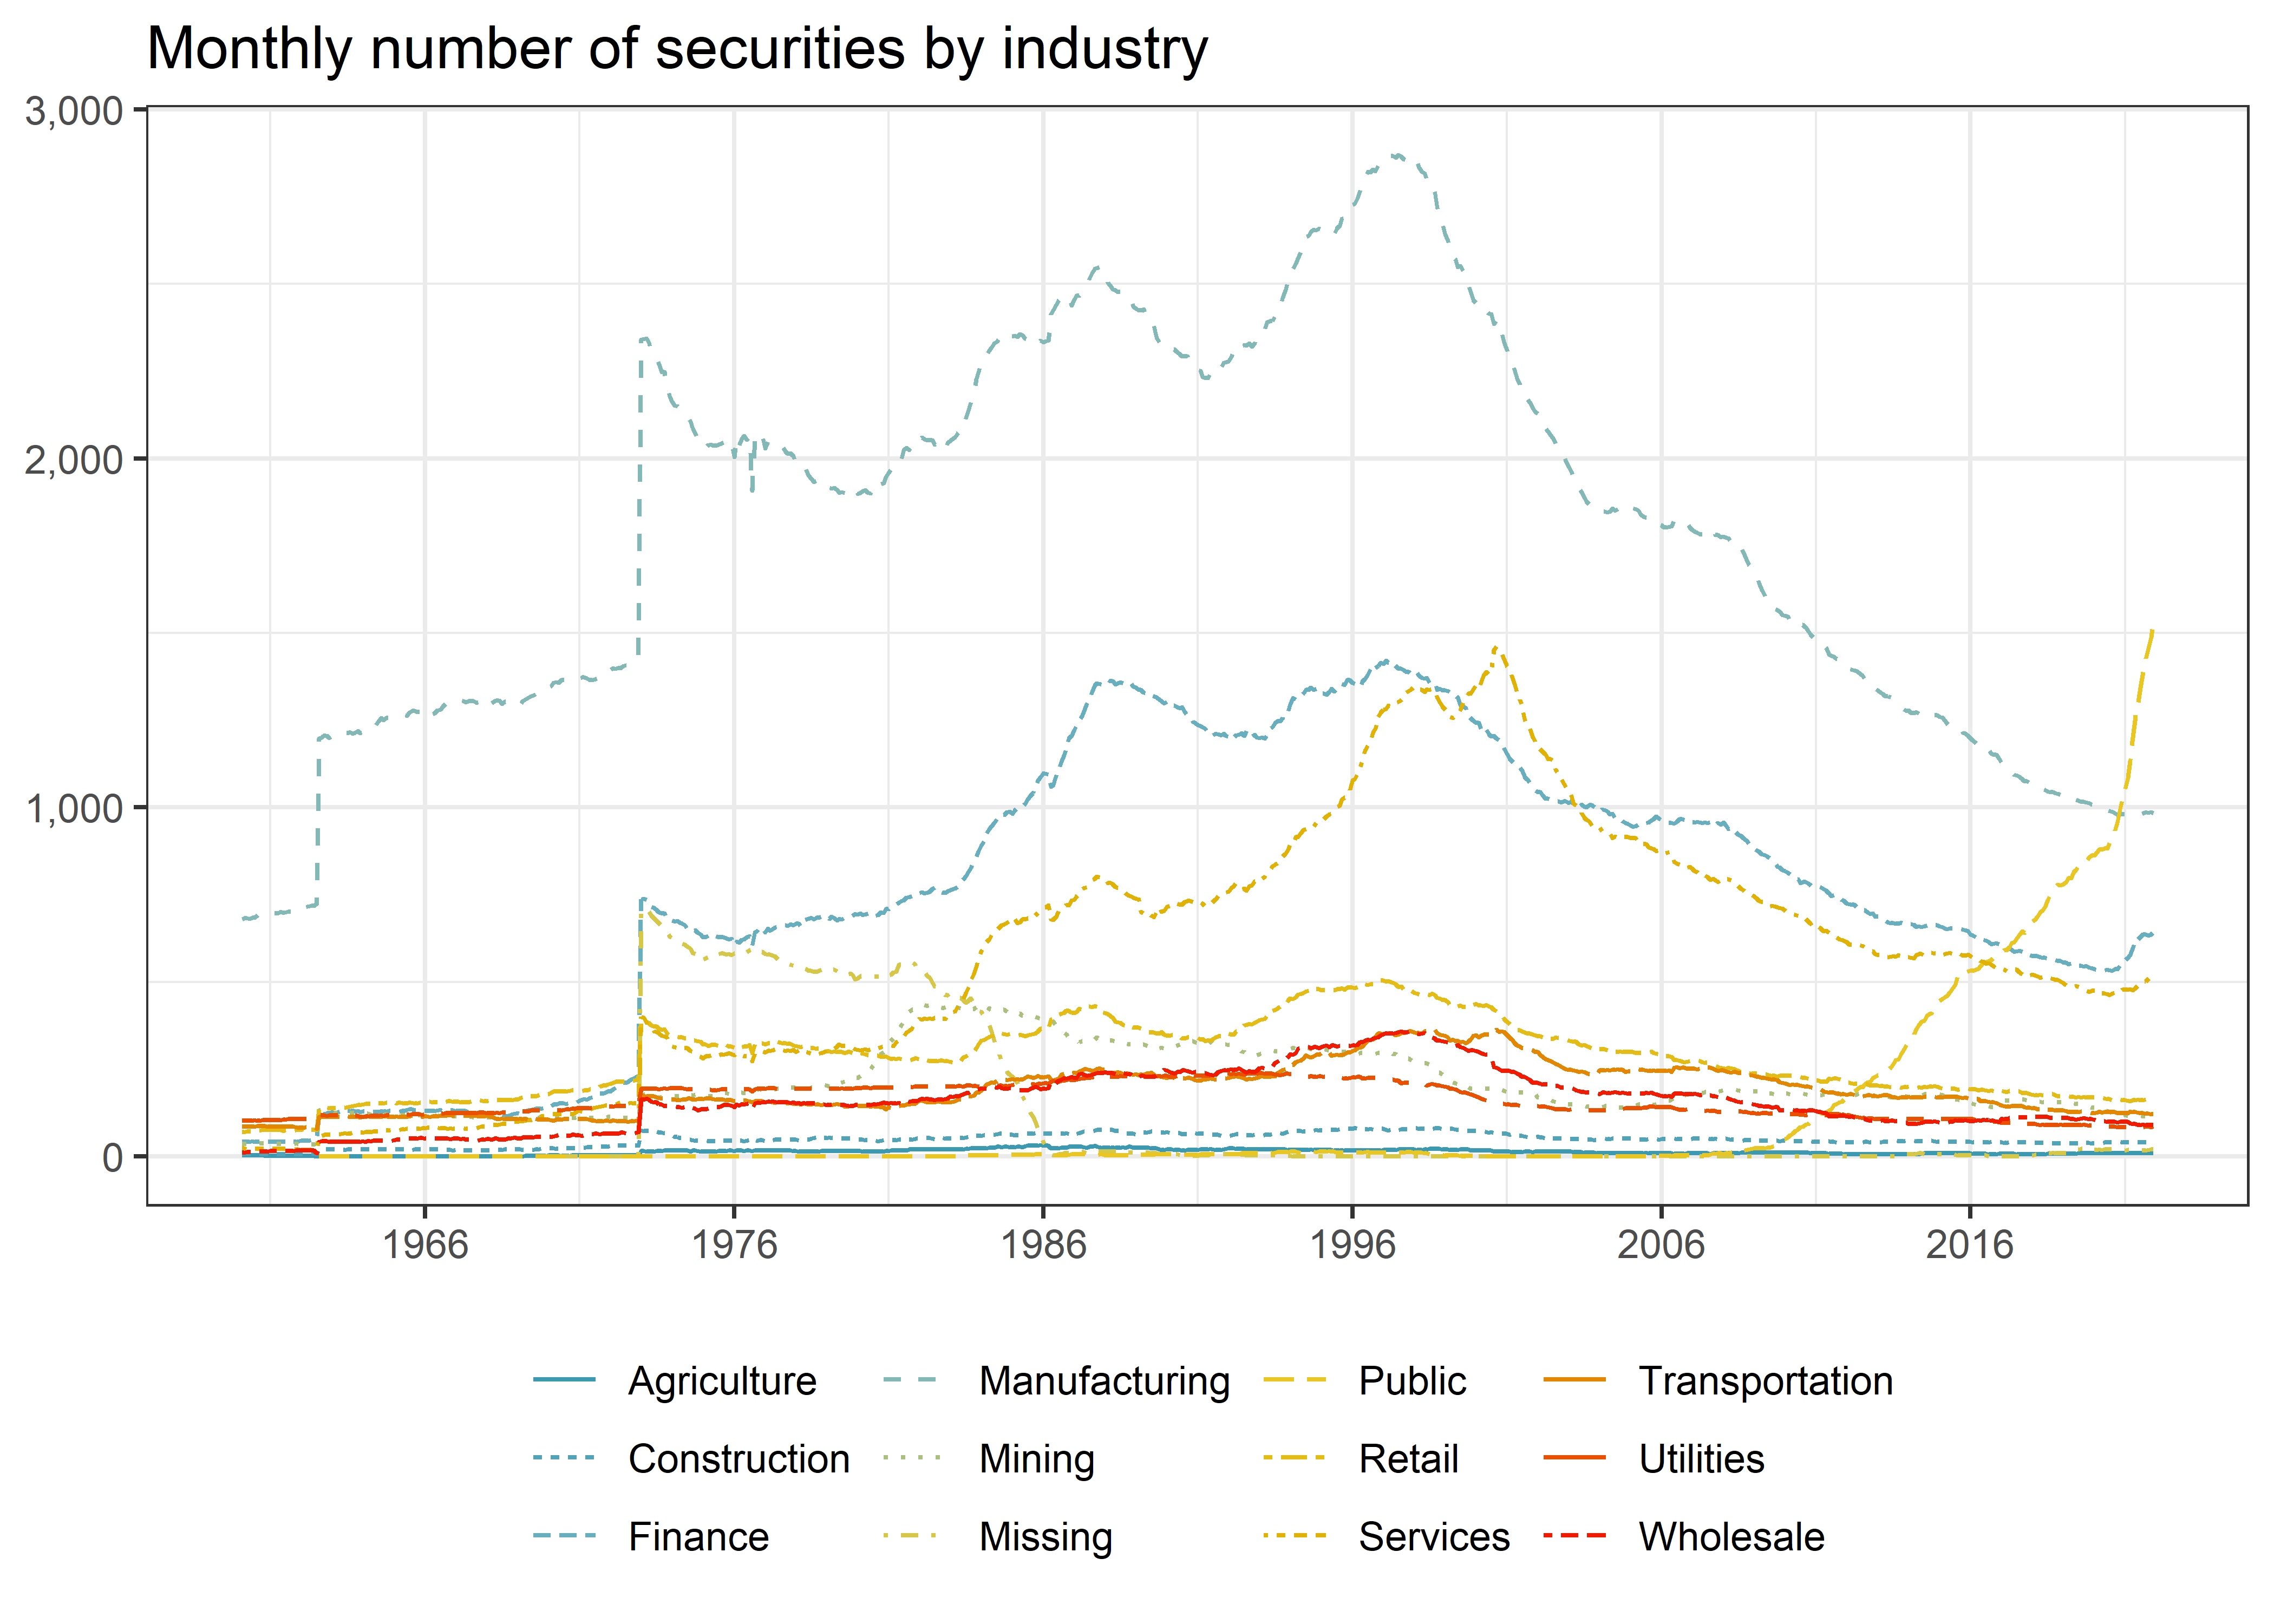 Monthly number of securities by industry
3,000
2,000
1,000
0
1966 1976 1986 1996 2006 2016
Agriculture Manufacturing Public Transportation
Construction Mining Retail Utilities
Finance Missing Services Wholesale